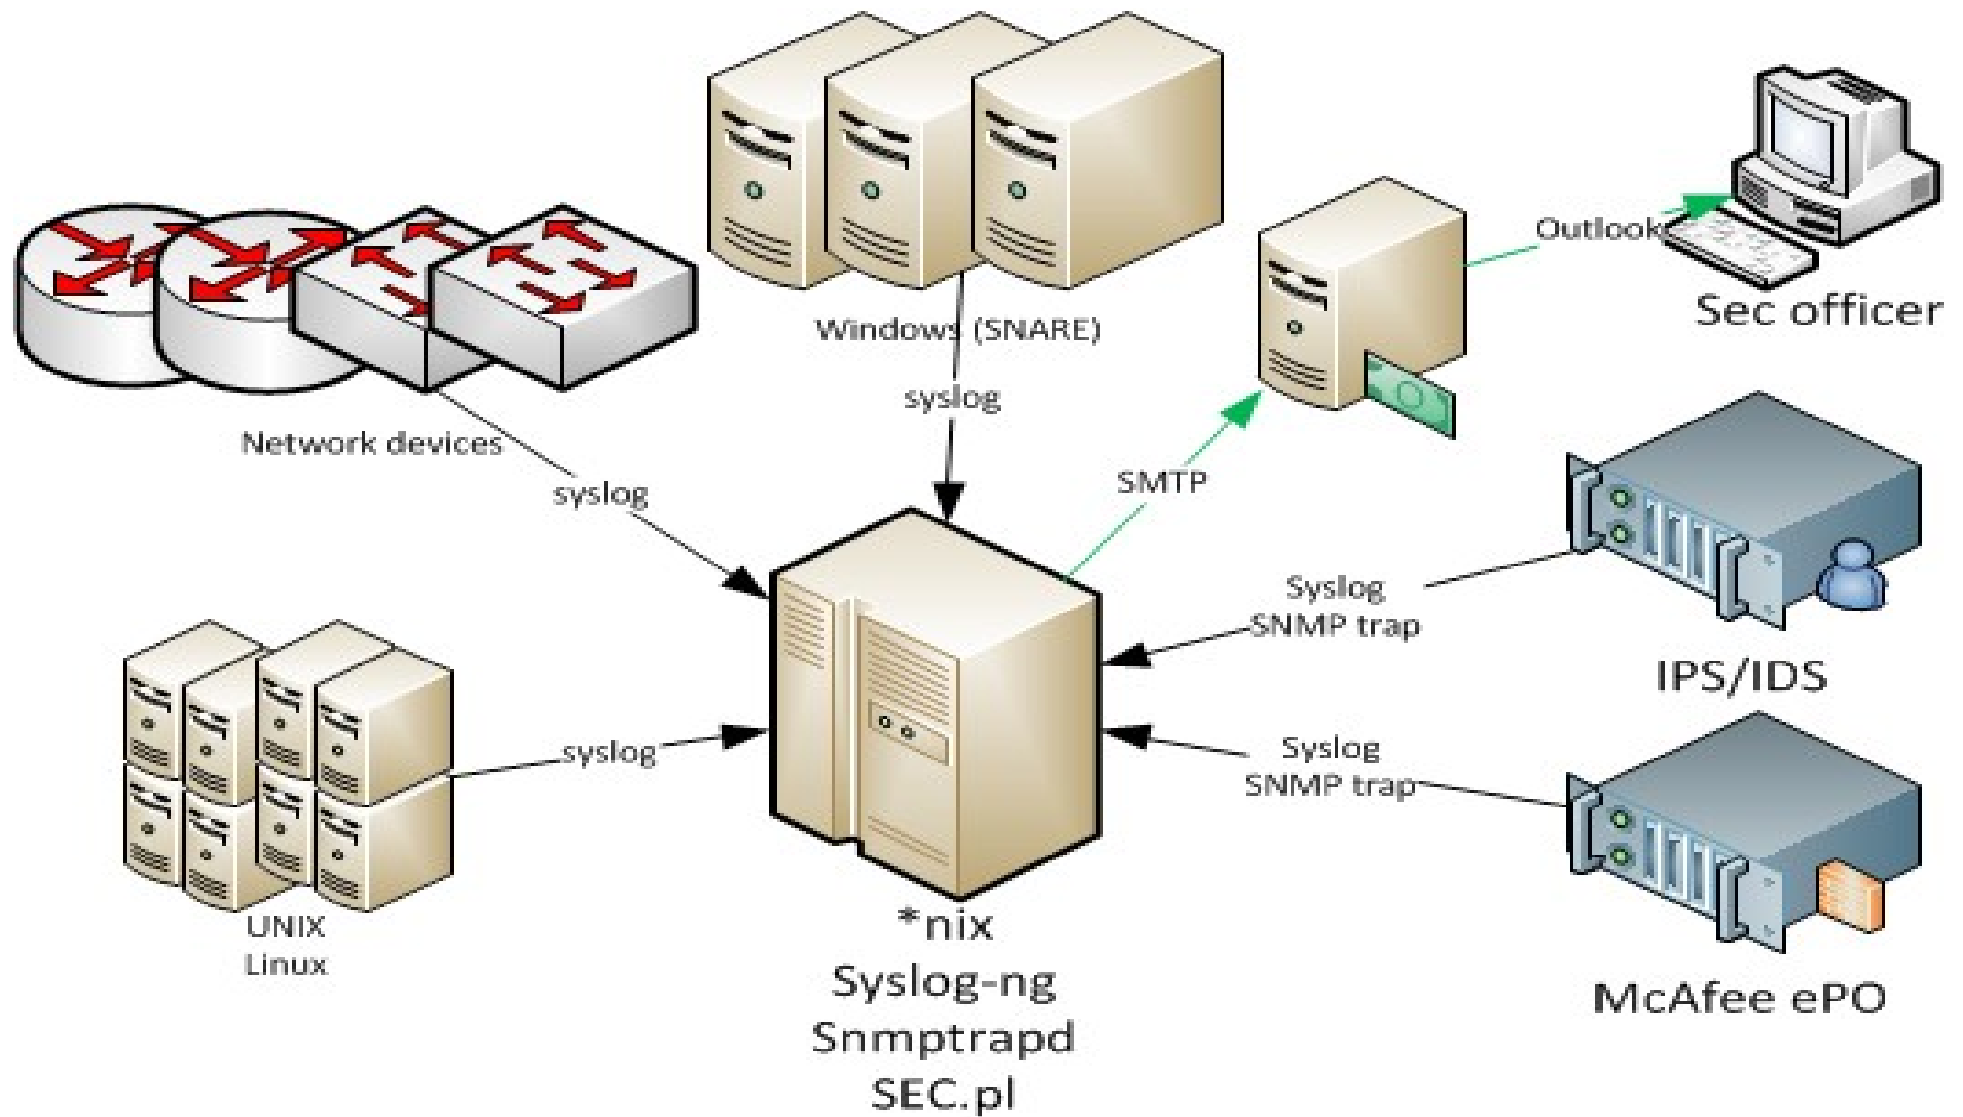 Windows (SNARE)
syslog
Outlook
Sec officer
Network devices
syslog
SMTP
Syslog
SNMP trap
IPS/IDS
syslog
Syslog
SNMP trap
UNIX
Linux
*nix
Syslog-ng
Snmptrapd
SEC.pl
McAfee ePO